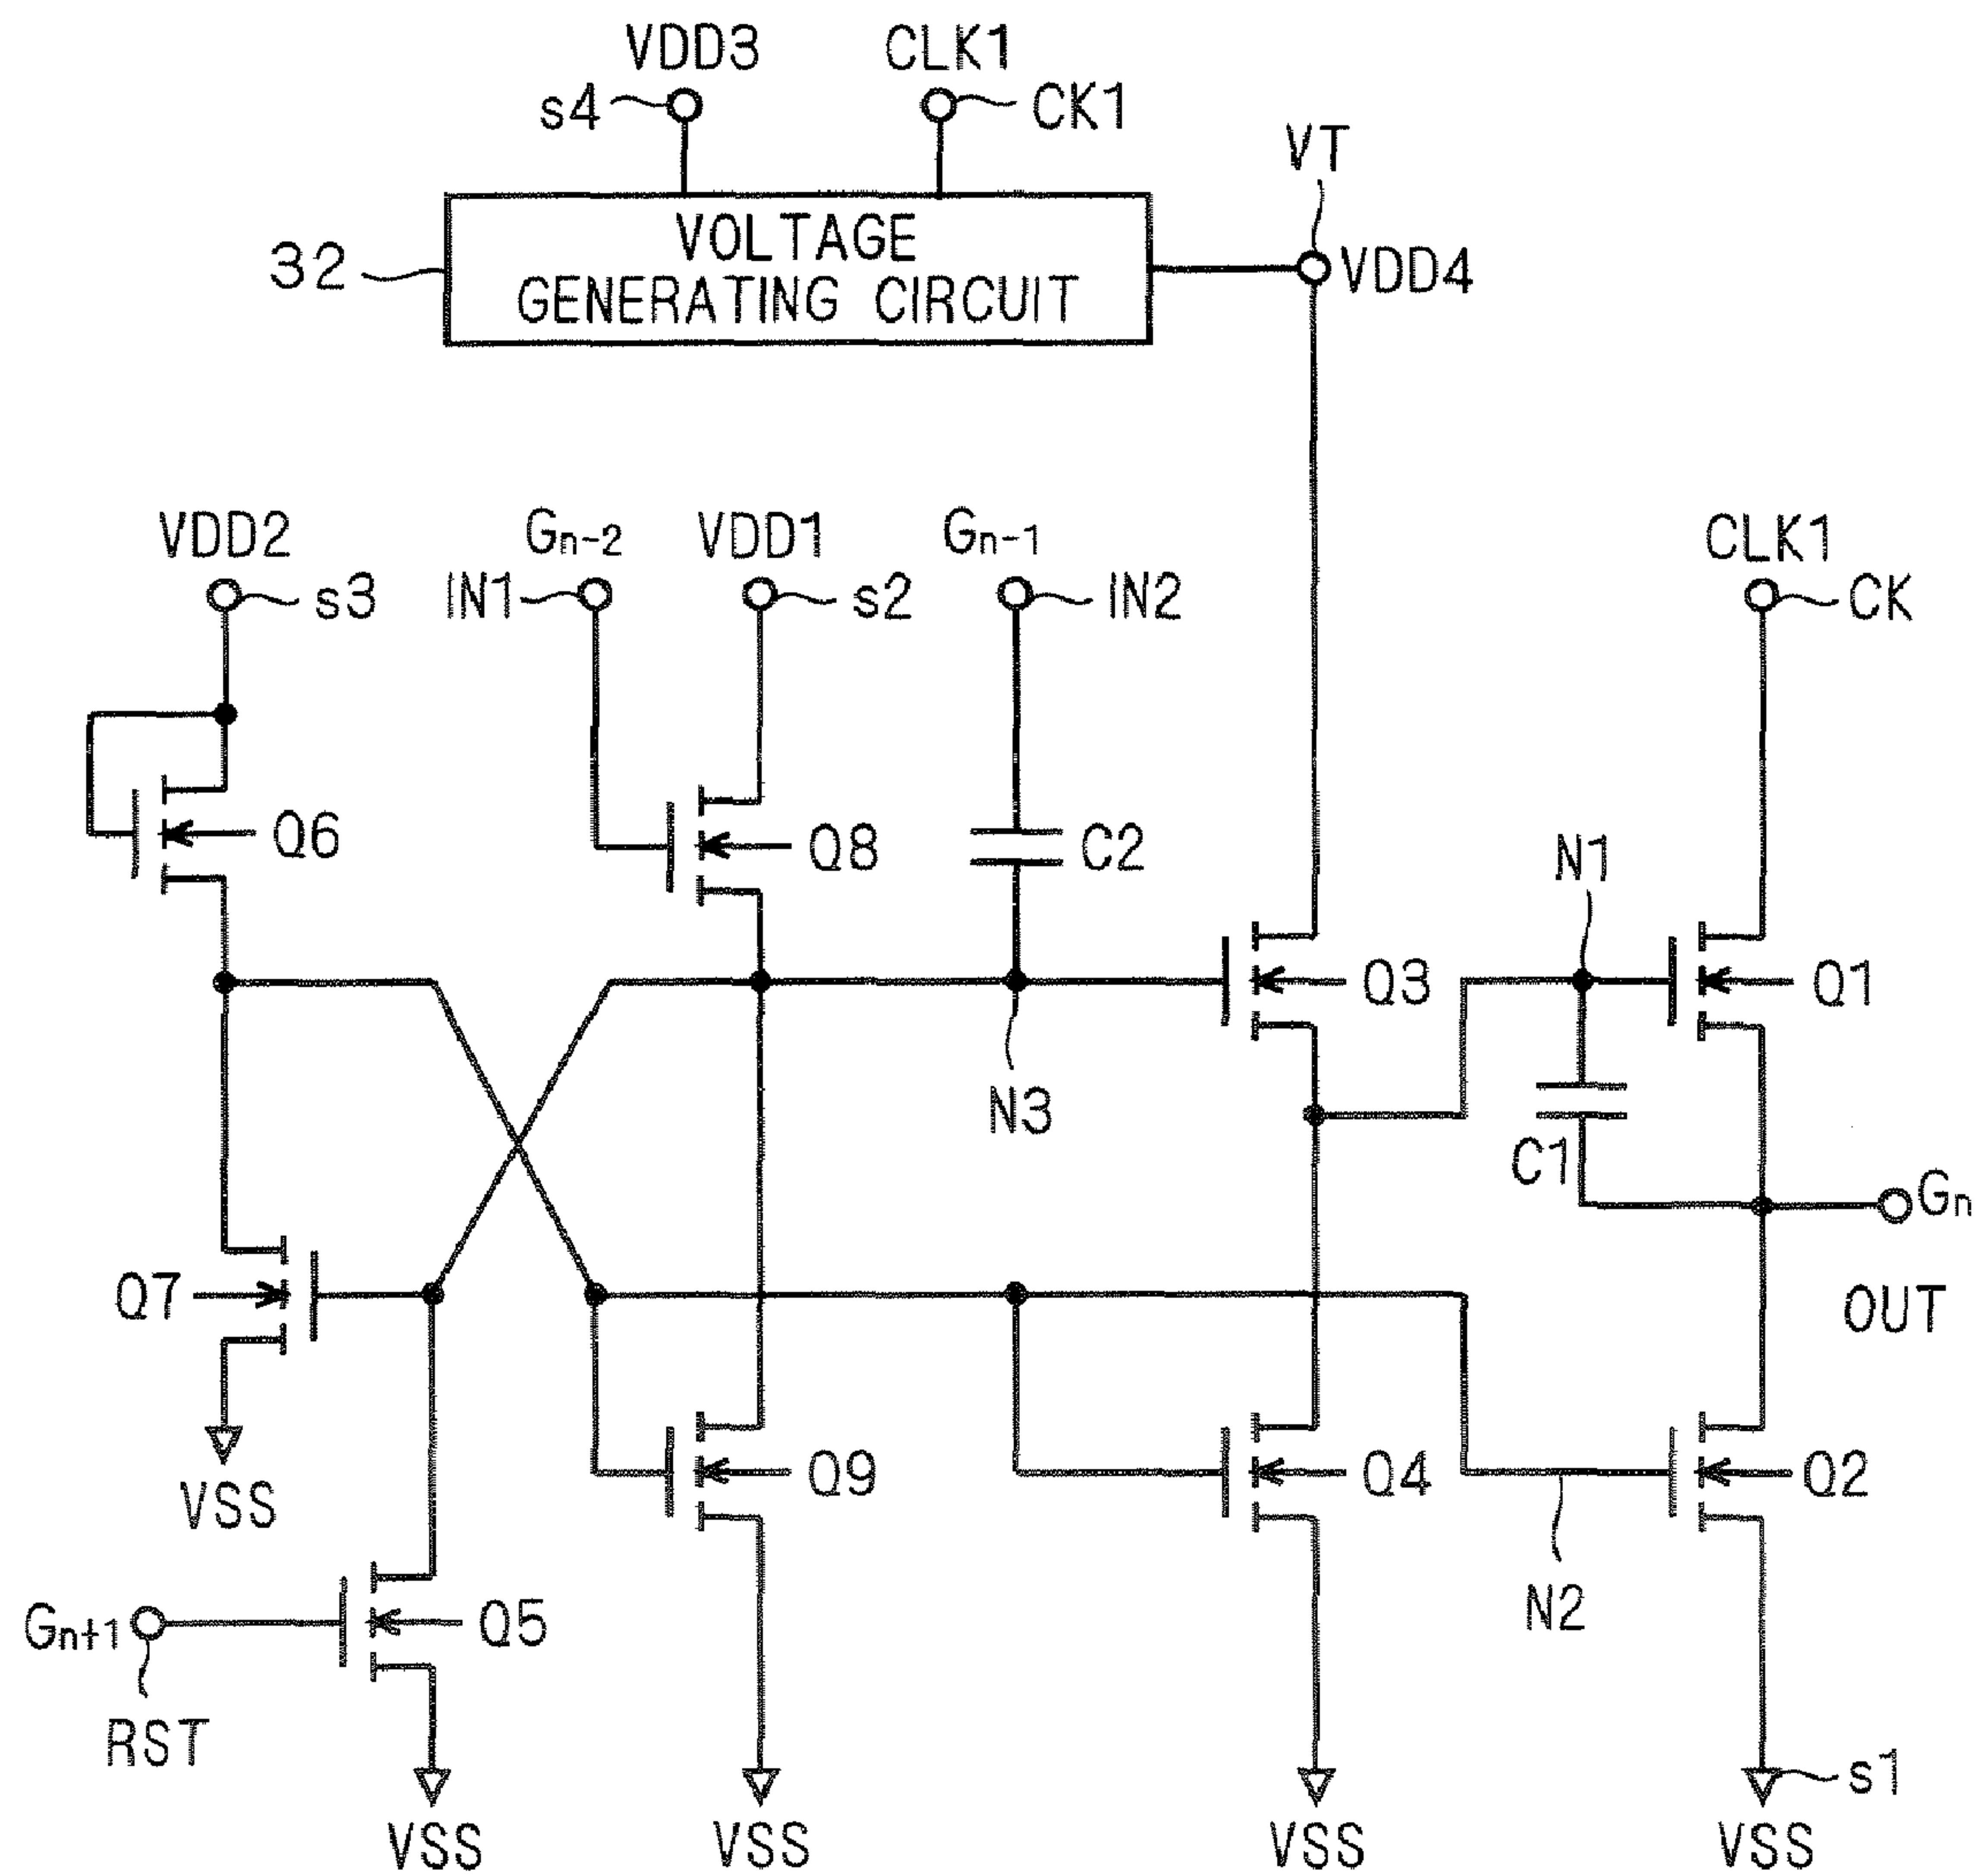 VDD3 CLK1
s4 CK1
VT
VOLTAGE
32
GENERATING CIRCUIT
VDD4
VDD2 Gn-2 VDD1 Gn-1 CLK1
s3 IN1 s2 IN2 CK
Q6 Q8 C2 N1
Q3 Q1
N3
C1
Gn
Q7
OUT
Q9 Q4 Q2
VSS
N2
Gn+1 Q5
RST
s1
VSS VSS VSS VSS